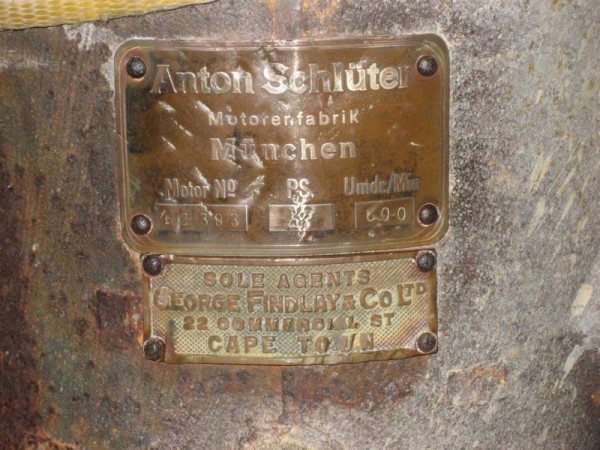 Anton Schlüter
Motorenfabrik
München
Motor Nº PS. Umdr/Min
600
SOLE AGENTS
GEORGE FINDLAY & CO LTD
22 COMMERCIAL ST
CAPE TOWN